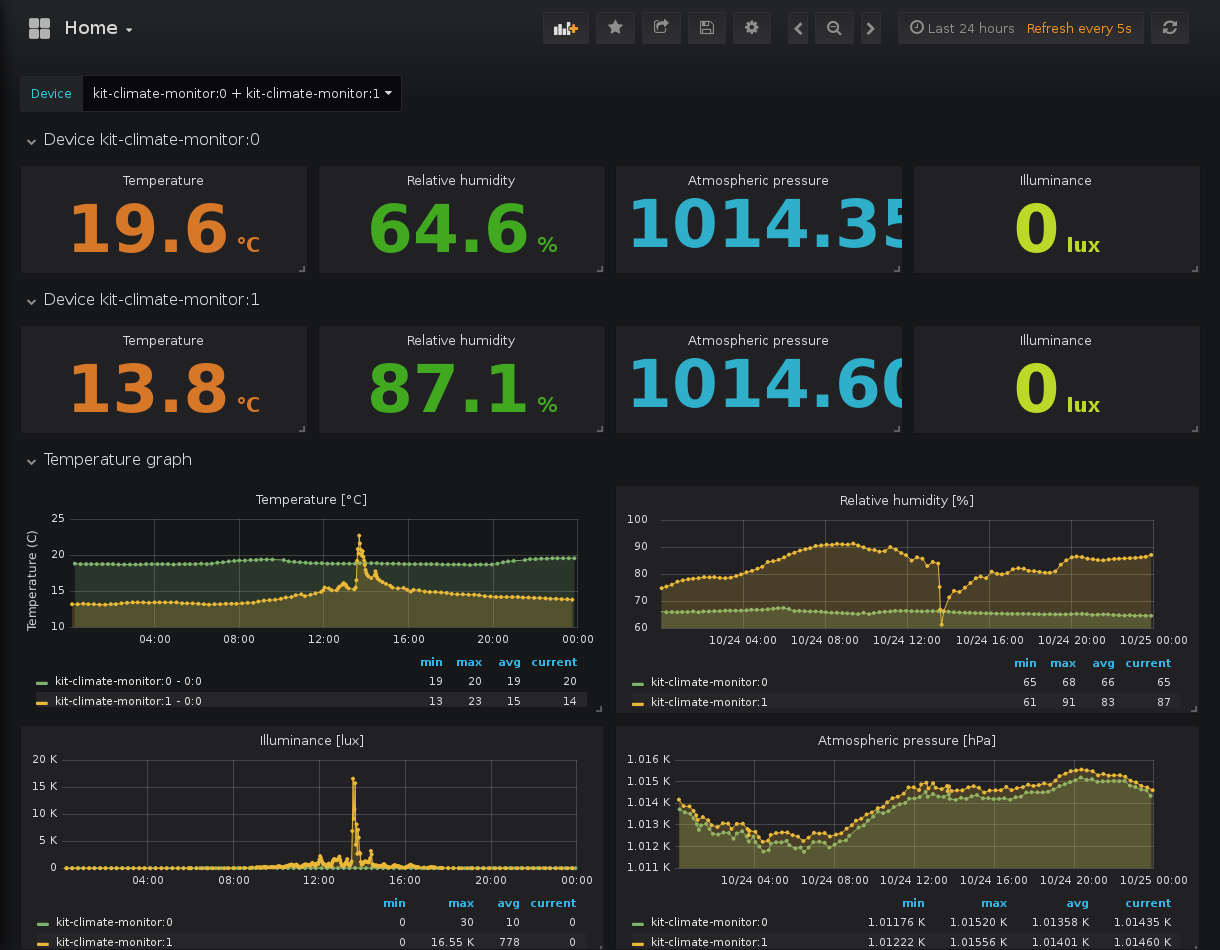 Home
Last 24 hours Refresh every 5s
Device kit-climate-monitor:0 + kit-climate-monitor:1
Device kit-climate-monitor:0
Temperature Relative humidity Atmospheric pressure Illuminance
19.6 °C 64.6 % 1014.35 0 lux
Device kit-climate-monitor:1
Temperature Relative humidity Atmospheric pressure Illuminance
13.8 °C 87.1 % 1014.60 0 lux
Temperature graph
Temperature [°C]
Temperature (C)
25
20
15
10
04:00 08:00 12:00 16:00 20:00 00:00
min max avg current
kit-climate-monitor:0 - 0:0 19 20 19 20
kit-climate-monitor:1 - 0:0 13 23 15 14
Relative humidity [%]
100
90
80
70
60
10/24 04:00 10/24 08:00 10/24 12:00 10/24 16:00 10/24 20:00 10/25 00:00
min max avg current
kit-climate-monitor:0 65 68 66 65
kit-climate-monitor:1 61 91 83 87
Illuminance [lux]
20 K
15 K
10 K
5 K
0
04:00 08:00 12:00 16:00 20:00 00:00
min max avg current
kit-climate-monitor:0 0 30 10 0
kit-climate-monitor:1 0 16.55 K 778 0
Atmospheric pressure [hPa]
1.016 K
1.015 K
1.014 K
1.013 K
1.012 K
1.011 K
10/24 04:00 10/24 08:00 10/24 12:00 10/24 16:00 10/24 20:00 10/25 00:00
min max avg current
kit-climate-monitor:0 1.01176 K 1.01520 K 1.01358 K 1.01435 K
kit-climate-monitor:1 1.01222 K 1.01556 K 1.01401 K 1.01460 K